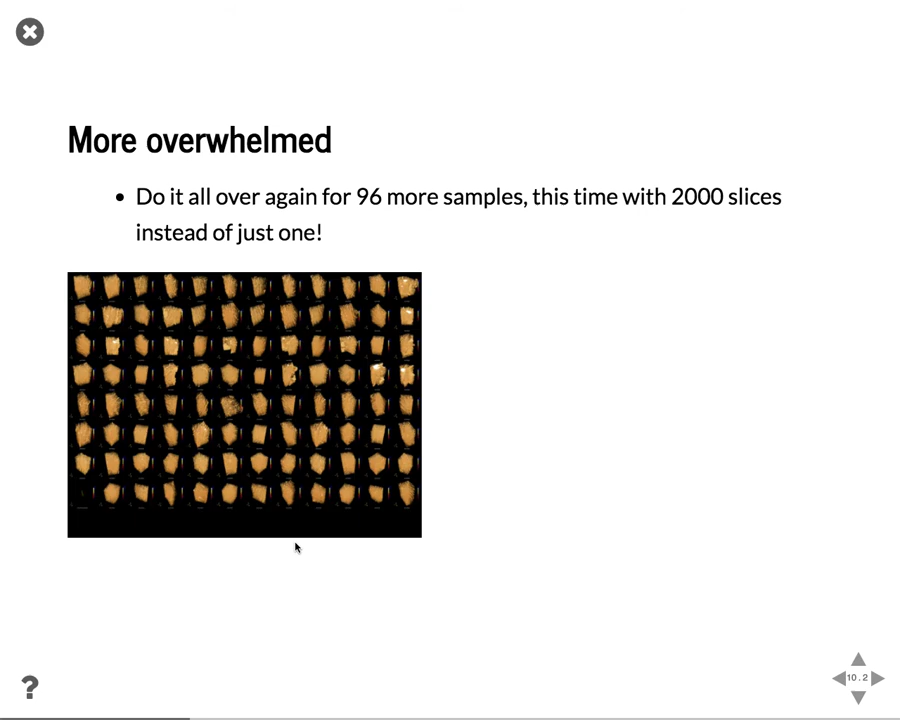 More overwhelmed
• Do it all over again for 96 more samples, this time with 2000 slices
instead of just one!
?
10.2